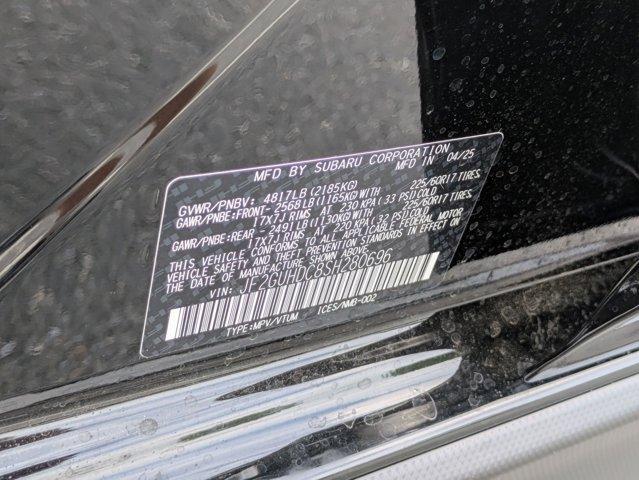 MFD BY SUBARU CORPORATION
MFD IN 04/25
GVWR/PNBV: 4817LB (2185KG)
GAWR/PNBE:FRONT- 2568LB(1165KG)WITH 225/60R17 TIRES.
17X7J RIMS AT 230 KPA (33 PSI) COLD
GAWR/PNBE:REAR - 2491LB(1130KG)WITH 225/60R17 TIRES.
17X7J RIMS AT 220 KPA (32 PSI) COLD
THIS VEHICLE CONFORMS TO ALL APPLICABLE FEDERAL MOTOR
VEHICLE SAFETY AND THEFT PREVENTION STANDARDS IN EFFECT ON
THE DATE OF MANUFACTURE SHOWN ABOVE.
VIN: JF2GUHDC8SH280696
TYPE:MPV/VTUM ICES/NMB-002